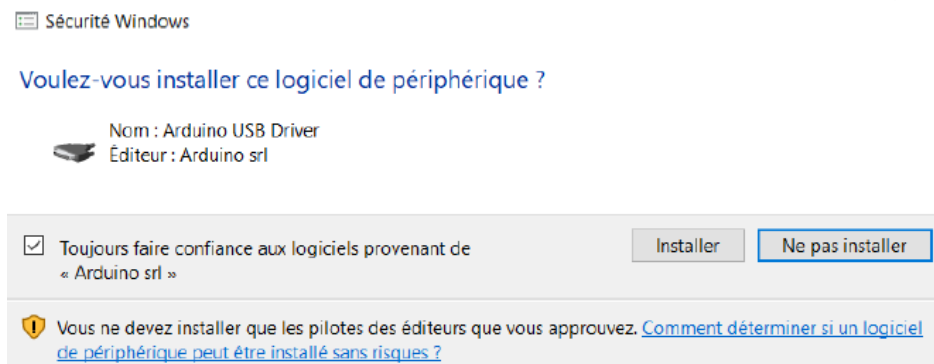 Sécurité Windows
Voulez-vous installer ce logiciel de périphérique ?
Nom : Arduino USB Driver
Éditeur : Arduino srl
Toujours faire confiance aux logiciels provenant de
« Arduino srl »
Installer
Ne pas installer
Vous ne devez installer que les pilotes des éditeurs que vous approuvez. Comment déterminer si un logiciel
de périphérique peut être installé sans risques ?